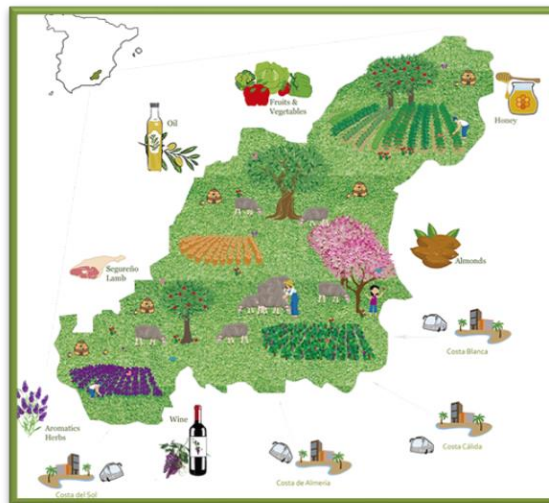 Fruits &
Vegetables
Oil
Honey
Segureño
Lamb
Almonds
Costa Blanca
Aromatics
Herbs
Wine
Costa Cálida
Costa del Sol
Costa de Almería